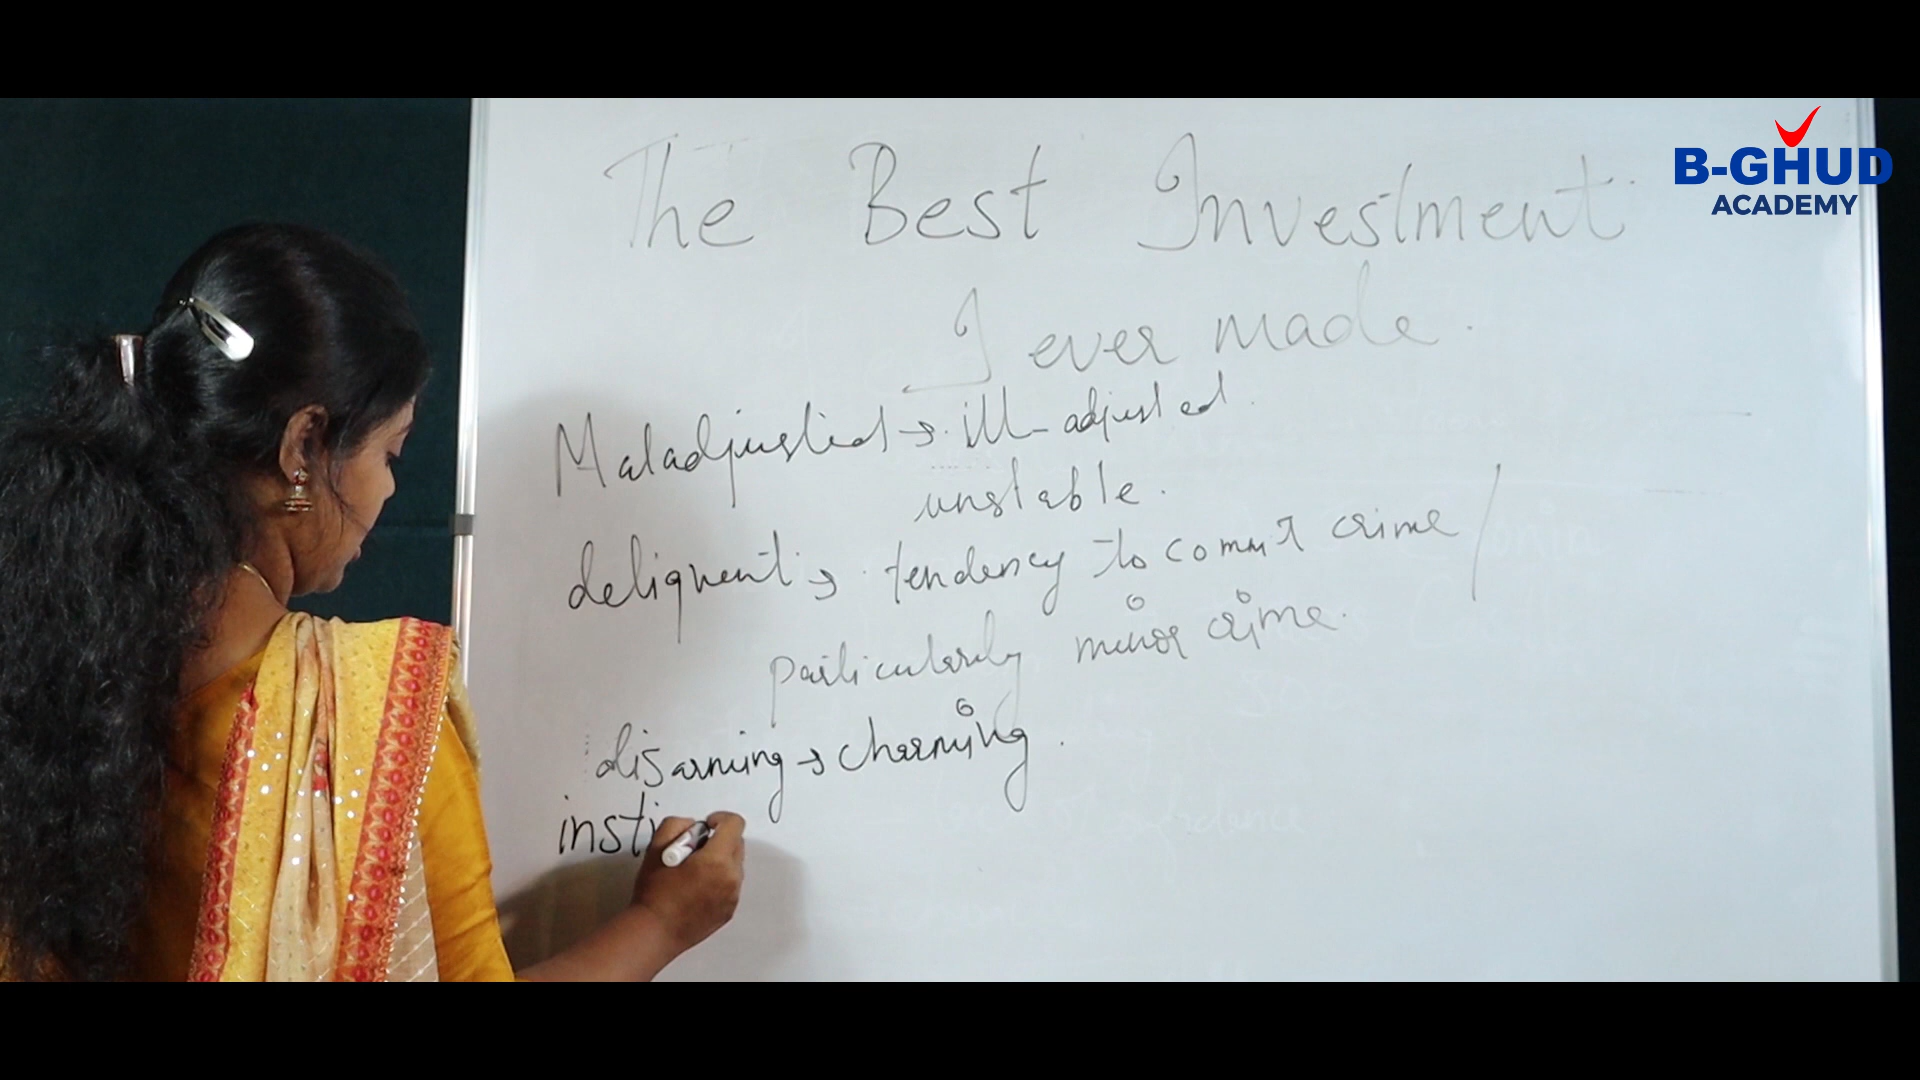 B-GHUD
ACADEMY
The Best Investment
I ever made.
Maladjusted → ill-adjusted.
unstable.
deliquent → tendency to commit crime /
particularly minor crime.
disarming → charming.
insti